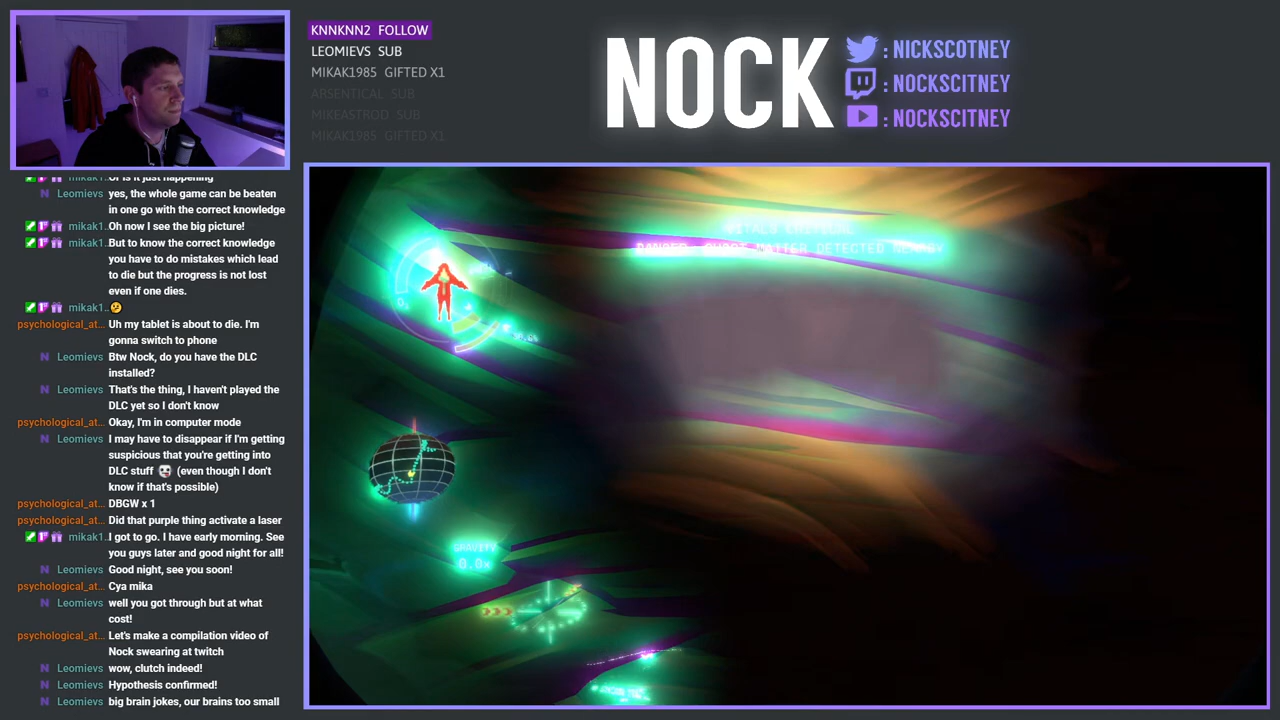 KNNKNN2 FOLLOW
LEOMIEVS SUB
MIKAK1985 GIFTED X1
ARSENTICAL SUB
MIKEASTROD SUB
MIKAK1985 GIFTED X1
NOCK
: NICKSCOTNEY
: NOCKSCITNEY
: NOCKSCITNEY
mikak1.. Or is it just happening
Leomievs yes, the whole game can be beaten
in one go with the correct knowledge
mikak1.. Oh now I see the big picture!
mikak1.. But to know the correct knowledge
you have to do mistakes which lead
to die but the progress is not lost
even if one dies.
mikak1.. 🤔
psychological_at... Uh my tablet is about to die. I'm
gonna switch to phone
Leomievs Btw Nock, do you have the DLC
installed?
Leomievs That's the thing, I haven't played the
DLC yet so I don't know
psychological_at... Okay, I'm in computer mode
Leomievs I may have to disappear if I'm getting
suspicious that you're getting into
DLC stuff (even though I don't
know if that's possible)
psychological_at... DBGW x 1
psychological_at... Did that purple thing activate a laser
mikak1.. I got to go. I have early morning. See
you guys later and good night for all!
Leomievs Good night, see you soon!
psychological_at... Cya mika
Leomievs well you got through but at what
cost!
psychological_at... Let's make a compilation video of
Nock swearing at twitch
Leomievs wow, clutch indeed!
Leomievs Hypothesis confirmed!
Leomievs big brain jokes, our brains too small
VITALS CRITICAL
DANGER: GHOST MATTER DETECTED NEARBY
GRAVITY
0.0x